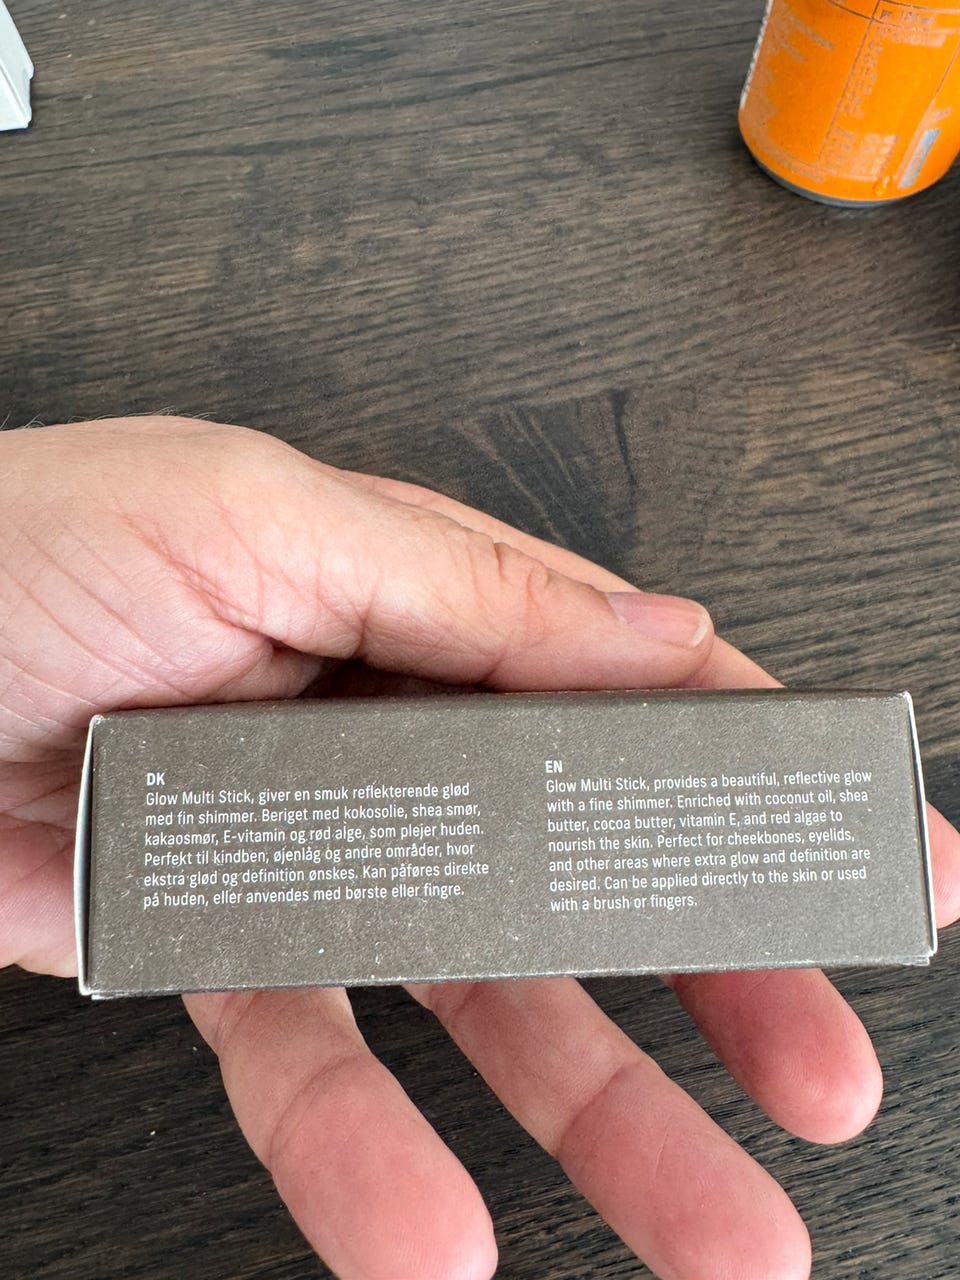 DK
Glow Multi Stick, giver en smuk reflekterende glød
med fin shimmer. Beriget med kokosolie, shea smør,
kakaosmør, E-vitamin og rød alge, som plejer huden.
Perfekt til kindben, øjenlåg og andre områder, hvor
ekstra glød og definition ønskes. Kan påføres direkte
på huden, eller anvendes med børste eller fingre.
EN
Glow Multi Stick, provides a beautiful, reflective glow
with a fine shimmer. Enriched with coconut oil, shea
butter, cocoa butter, vitamin E, and red algae to
nourish the skin. Perfect for cheekbones, eyelids,
and other areas where extra glow and definition are
desired. Can be applied directly to the skin or used
with a brush or fingers.